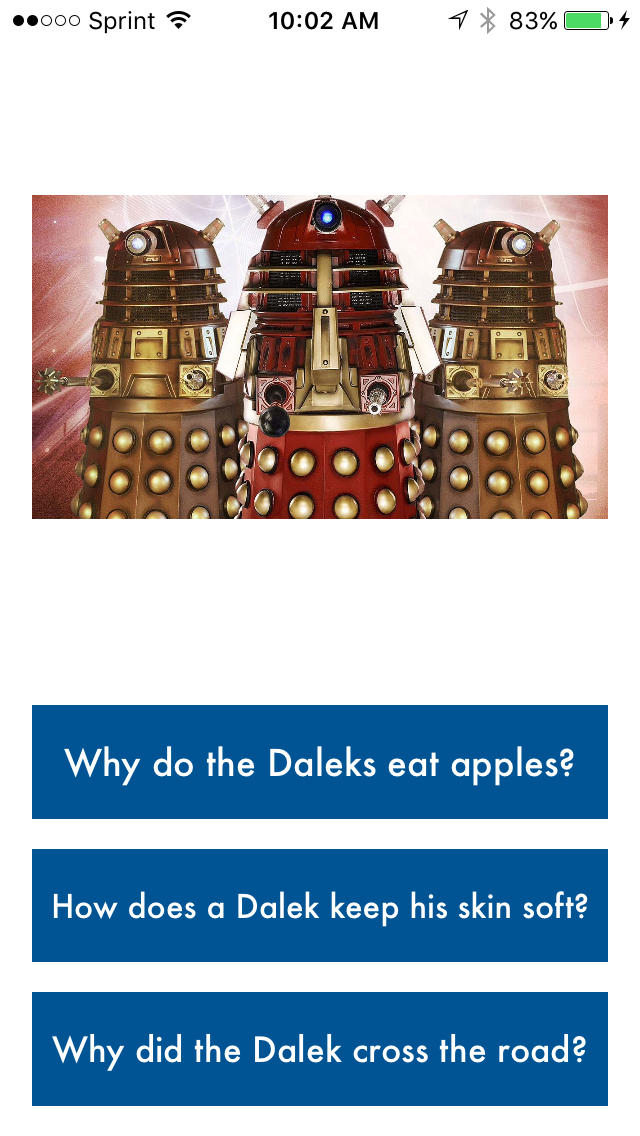 Sprint 10:02 AM 83%
Why do the Daleks eat apples?
How does a Dalek keep his skin soft?
Why did the Dalek cross the road?